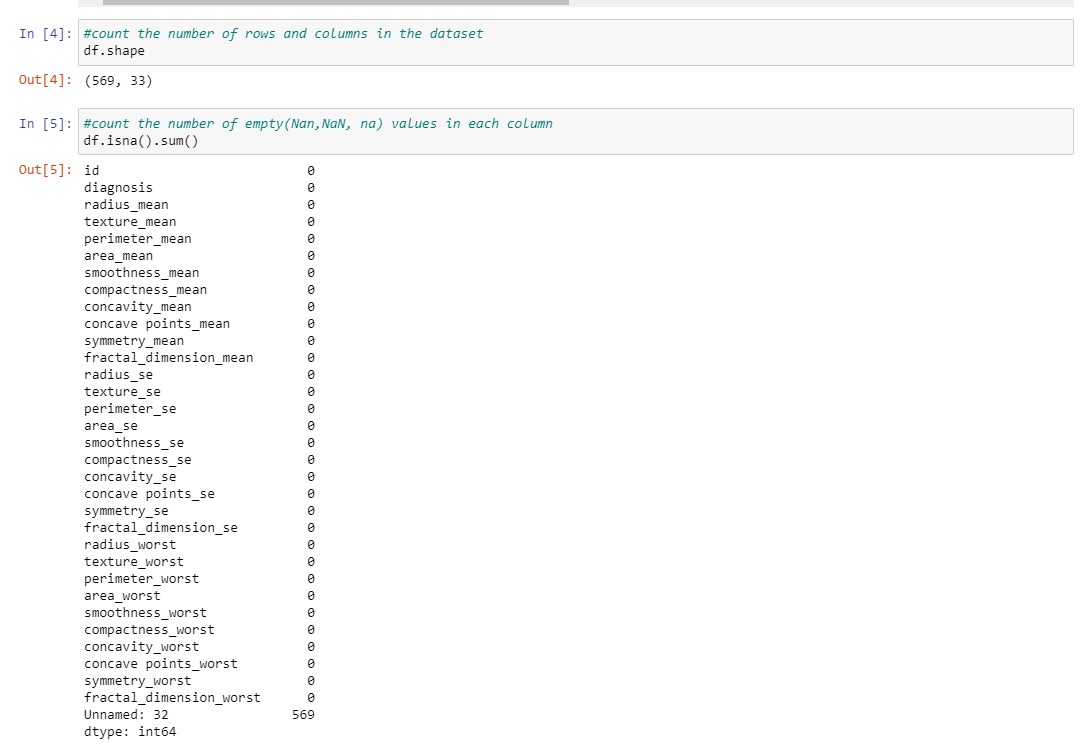 In [4]: #count the number of rows and columns in the dataset
df.shape
Out[4]: (569, 33)
In [5]: #count the number of empty(Nan,NaN, na) values in each column
df.isna().sum()
Out[5]: id 0
diagnosis 0
radius_mean 0
texture_mean 0
perimeter_mean 0
area_mean 0
smoothness_mean 0
compactness_mean 0
concavity_mean 0
concave points_mean 0
symmetry_mean 0
fractal_dimension_mean 0
radius_se 0
texture_se 0
perimeter_se 0
area_se 0
smoothness_se 0
compactness_se 0
concavity_se 0
concave points_se 0
symmetry_se 0
fractal_dimension_se 0
radius_worst 0
texture_worst 0
perimeter_worst 0
area_worst 0
smoothness_worst 0
compactness_worst 0
concavity_worst 0
concave points_worst 0
symmetry_worst 0
fractal_dimension_worst 0
Unnamed: 32 569
dtype: int64